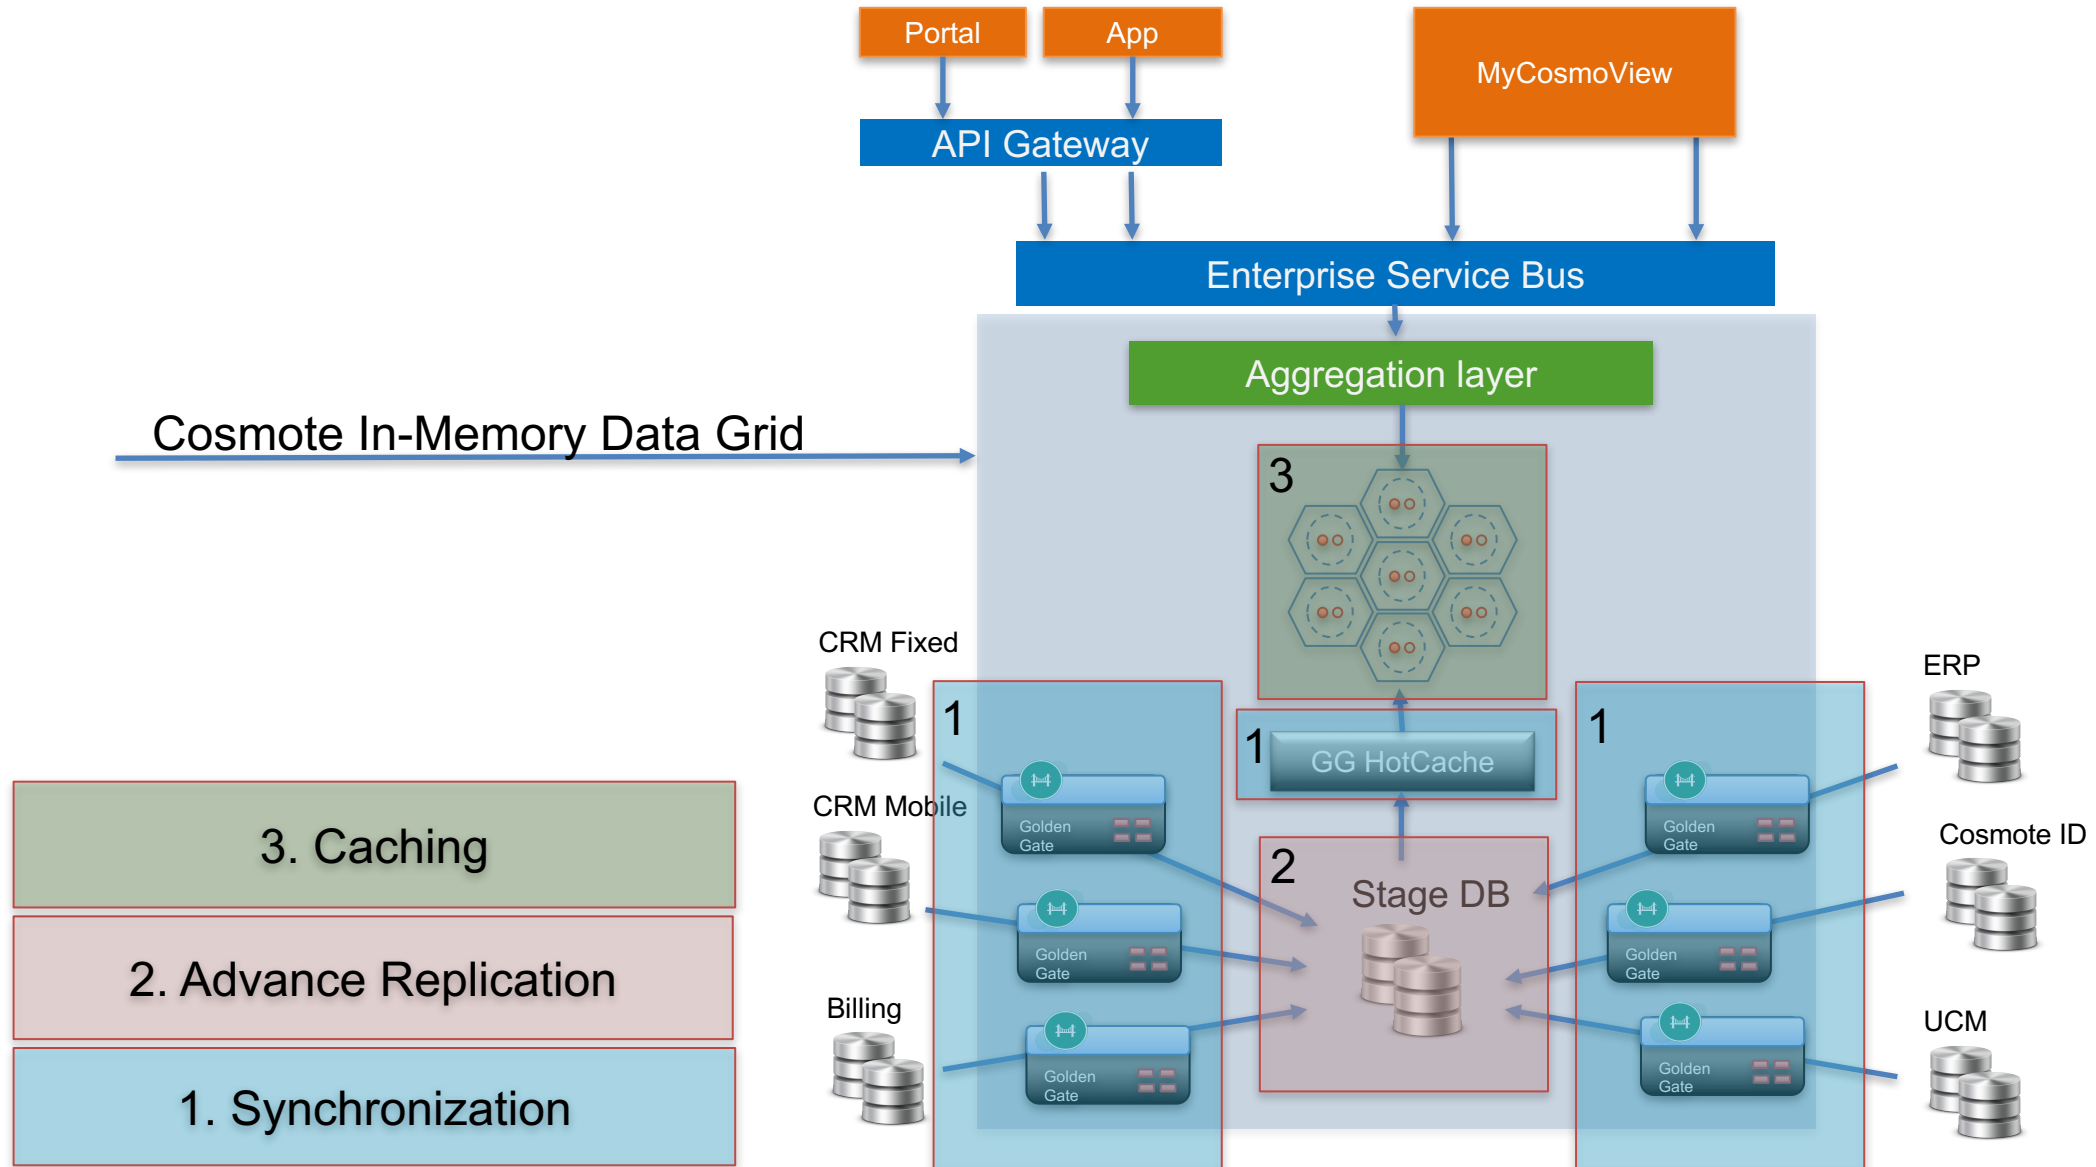 Portal
App
MyCosmoView
API Gateway
Enterprise Service Bus
Aggregation layer
Cosmote In-Memory Data Grid
3
CRM Fixed
ERP
1
1
1
GG HotCache
CRM Mobile
Golden
Gate
Golden
Gate
Cosmote ID
3. Caching
2
Stage DB
Golden
Gate
Golden
Gate
2. Advance Replication
Billing
UCM
Golden
Gate
Golden
Gate
1. Synchronization